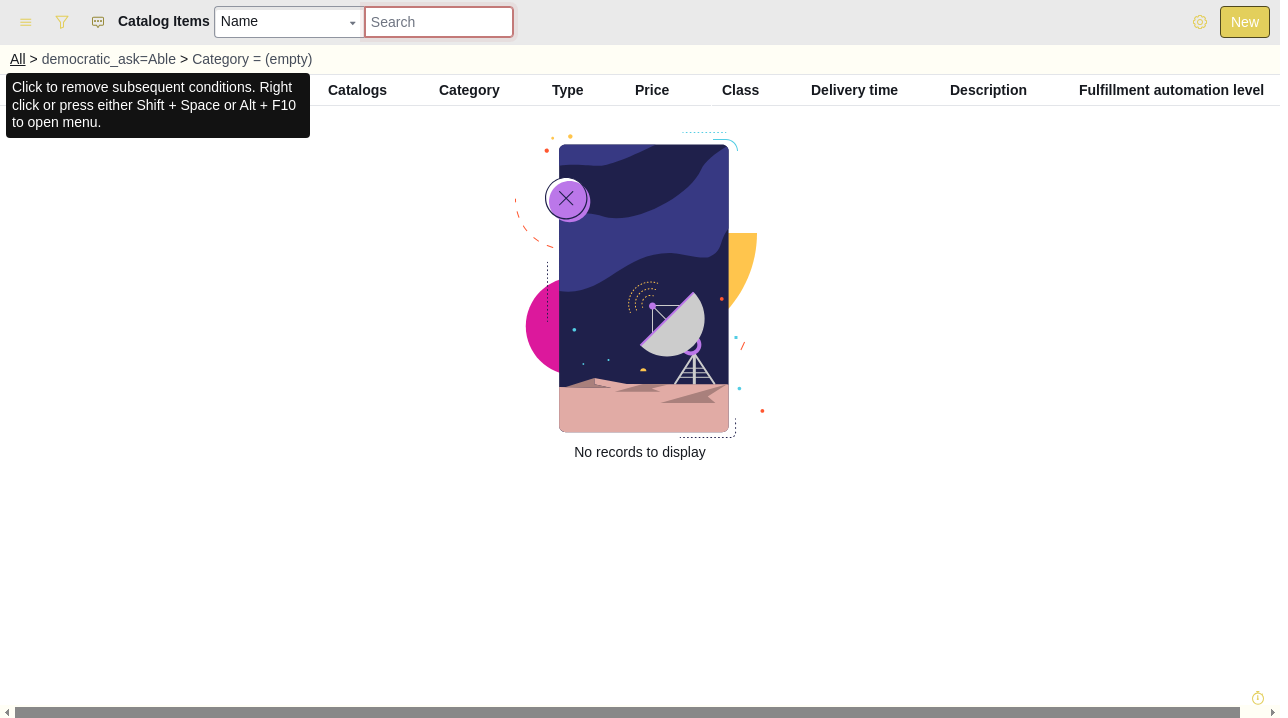 Catalog Items Name Search New
All > democratic_ask=Able > Category = (empty)
Click to remove subsequent conditions. Right
click or press either Shift + Space or Alt + F10
to open menu.
Catalogs Category Type Price Class Delivery time Description Fulfillment automation level
No records to display